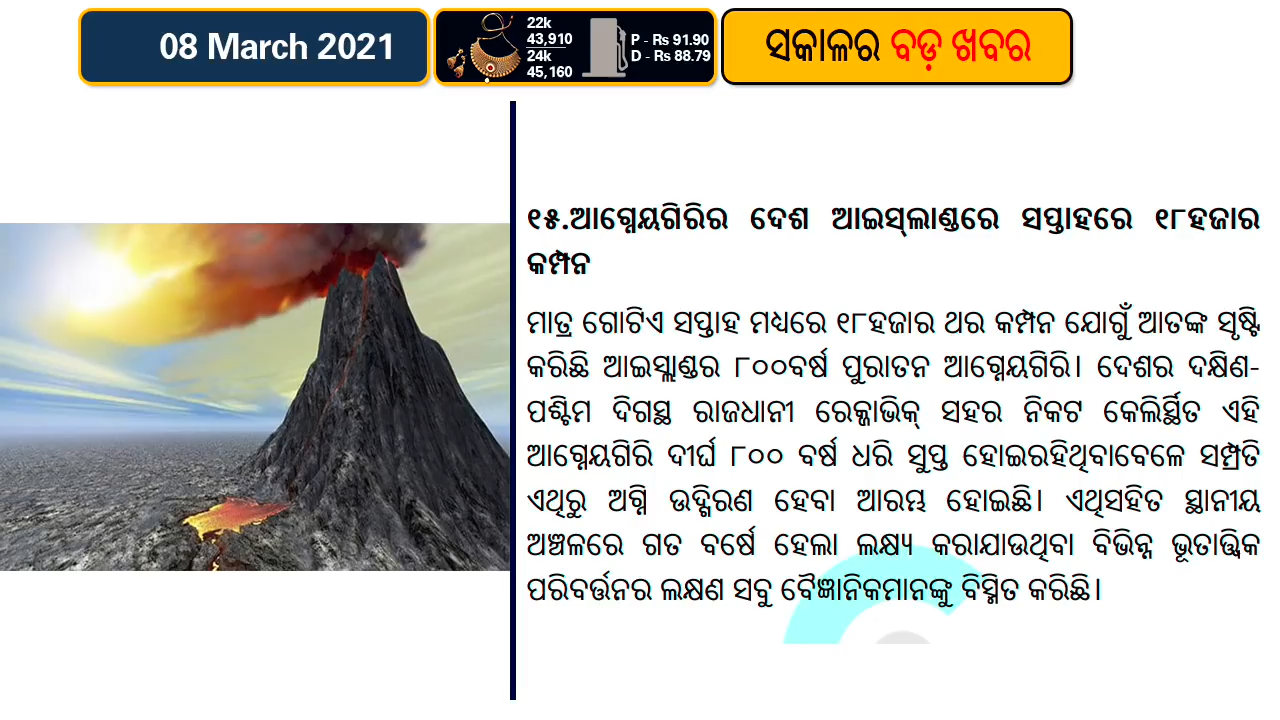 08 March 2021
22k
43,910
24k
45,160
P - Rs 91.90
D - Rs 88.79
ସକାଳର ବଡ଼ ଖବର
୧୫.ଆଗ୍ନେୟଗିରିର ଦେଶ ଆଇସ୍‌ଲାଣ୍ଡରେ ସପ୍ତାହରେ ୧୮ହଜାର
କମ୍ପନ
ମାତ୍ର ଗୋଟିଏ ସପ୍ତାହ ମଧ୍ୟରେ ୧୮ହଜାର ଥର କମ୍ପନ ଯୋଗୁଁ ଆତଙ୍କ ସୃଷ୍ଟି
କରିଛି ଆଇସ୍ଲାଣ୍ଡର ୮୦୦ବର୍ଷ ପୁରାତନ ଆଗ୍ନେୟଗିରି। ଦେଶର ଦକ୍ଷିଣ-
ପଶ୍ଚିମ ଦିଗସ୍ଥ ରାଜଧାନୀ ରେକ୍ଜାଭିକ୍ ସହର ନିକଟ କେଲିର୍ସ୍ଥିତ ଏହି
ଆଗ୍ନେୟଗିରି ଦୀର୍ଘ ୮୦୦ ବର୍ଷ ଧରି ସୁପ୍ତ ହୋଇରହିଥିବାବେଳେ ସମ୍ପ୍ରତି
ଏଥିରୁ ଅଗ୍ନି ଉଦ୍ଗିରଣ ହେବା ଆରମ୍ଭ ହୋଇଛି। ଏଥିସହିତ ସ୍ଥାନୀୟ
ଅଞ୍ଚଳରେ ଗତ ବର୍ଷେ ହେଲା ଲକ୍ଷ୍ୟ କରାଯାଉଥିବା ବିଭିନ୍ନ ଭୂତାତ୍ତ୍ୱିକ
ପରିବର୍ତ୍ତନର ଲକ୍ଷଣ ସବୁ ବୈଜ୍ଞାନିକମାନଙ୍କୁ ବିସ୍ମିତ କରିଛି।